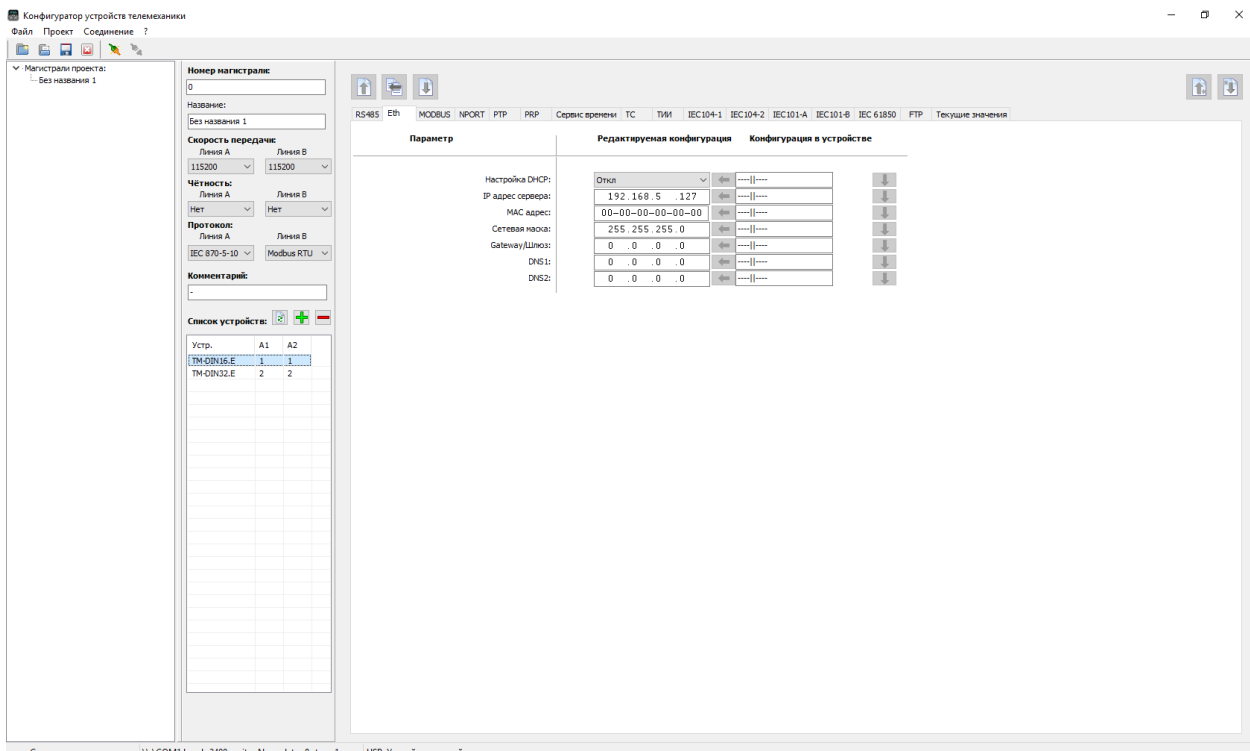 Конфигуратор устройств телемеханики
Файл Проект Соединение ?
Магистрали проекта:
Без названия 1
Номер магистрали:
0
Название:
Без названия 1
Скорость передачи:
Линия A Линия B
115200 115200
Чётность:
Линия A Линия B
Нет Нет
Протокол:
Линия A Линия B
IEC 870-5-10 Modbus RTU
Комментарий:
-
Список устройств:
Устр. A1 A2
TM-DIN16.E 1 1
TM-DIN32.E 2 2
RS485 Eth MODBUS NPORT PTP PRP Сервис времени ТС ТИИ IEC104-1 IEC104-2 IEC101-A IEC101-B IEC 61850 FTP Текущие значения
Параметр Редактируемая конфигурация Конфигурация в устройстве
Настройка DHCP: Откл ----||----
IP адрес сервера: 192.168.5 .127 ----||----
MAC адрес: 00-00-00-00-00-00 ----||----
Сетевая маска: 255.255.255.0 ----||----
Gateway/Шлюз: 0 .0 .0 .0 ----||----
DNS1: 0 .0 .0 .0 ----||----
DNS2: 0 .0 .0 .0 ----||----